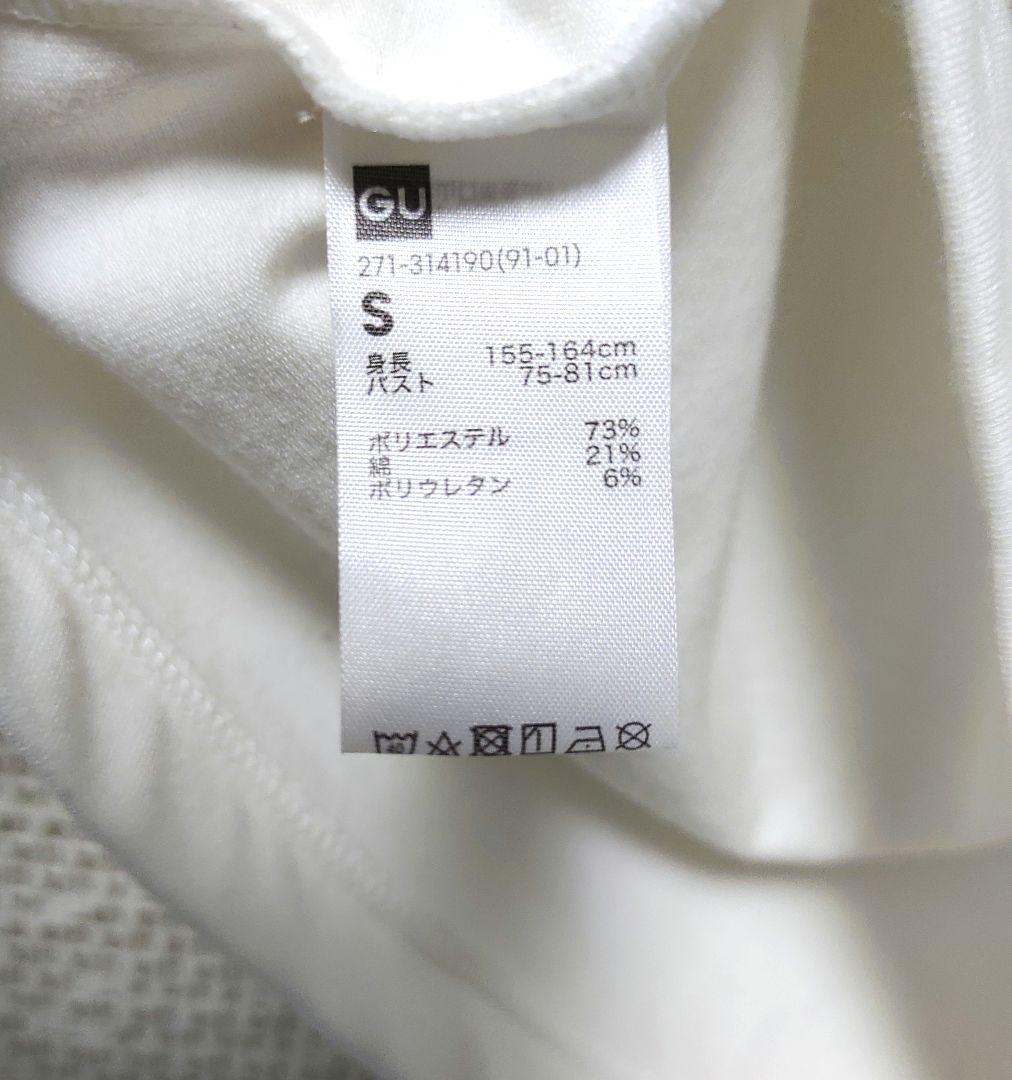 GU
271-314190(91-01)
S
身長 155-164cm
バスト 75-81cm
ポリエステル 73%
綿 21%
ポリウレタン 6%
40